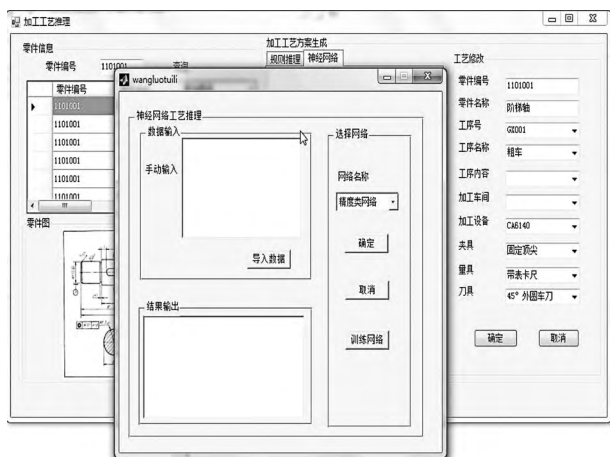 加工工艺推理
零件信息
零件编号 1101001 查询
零件编号
1101001
1101001
1101001
1101001
1101001
1101001
零件图
加工工艺方案生成
规则推理 神经网络
wangluotuili
神经网络工艺推理
数据输入
手动输入
导入数据
结果输出
选择网络
网络名称
精度类网络
确定
取消
训练网络
工艺修改
零件编号 1101001
零件名称 阶梯轴
工序号 GX001
工序名称 粗车
工序内容
加工车间
加工设备 CA6140
夹具 固定顶尖
量具 带表卡尺
刀具 45° 外圆车刀
确定 取消